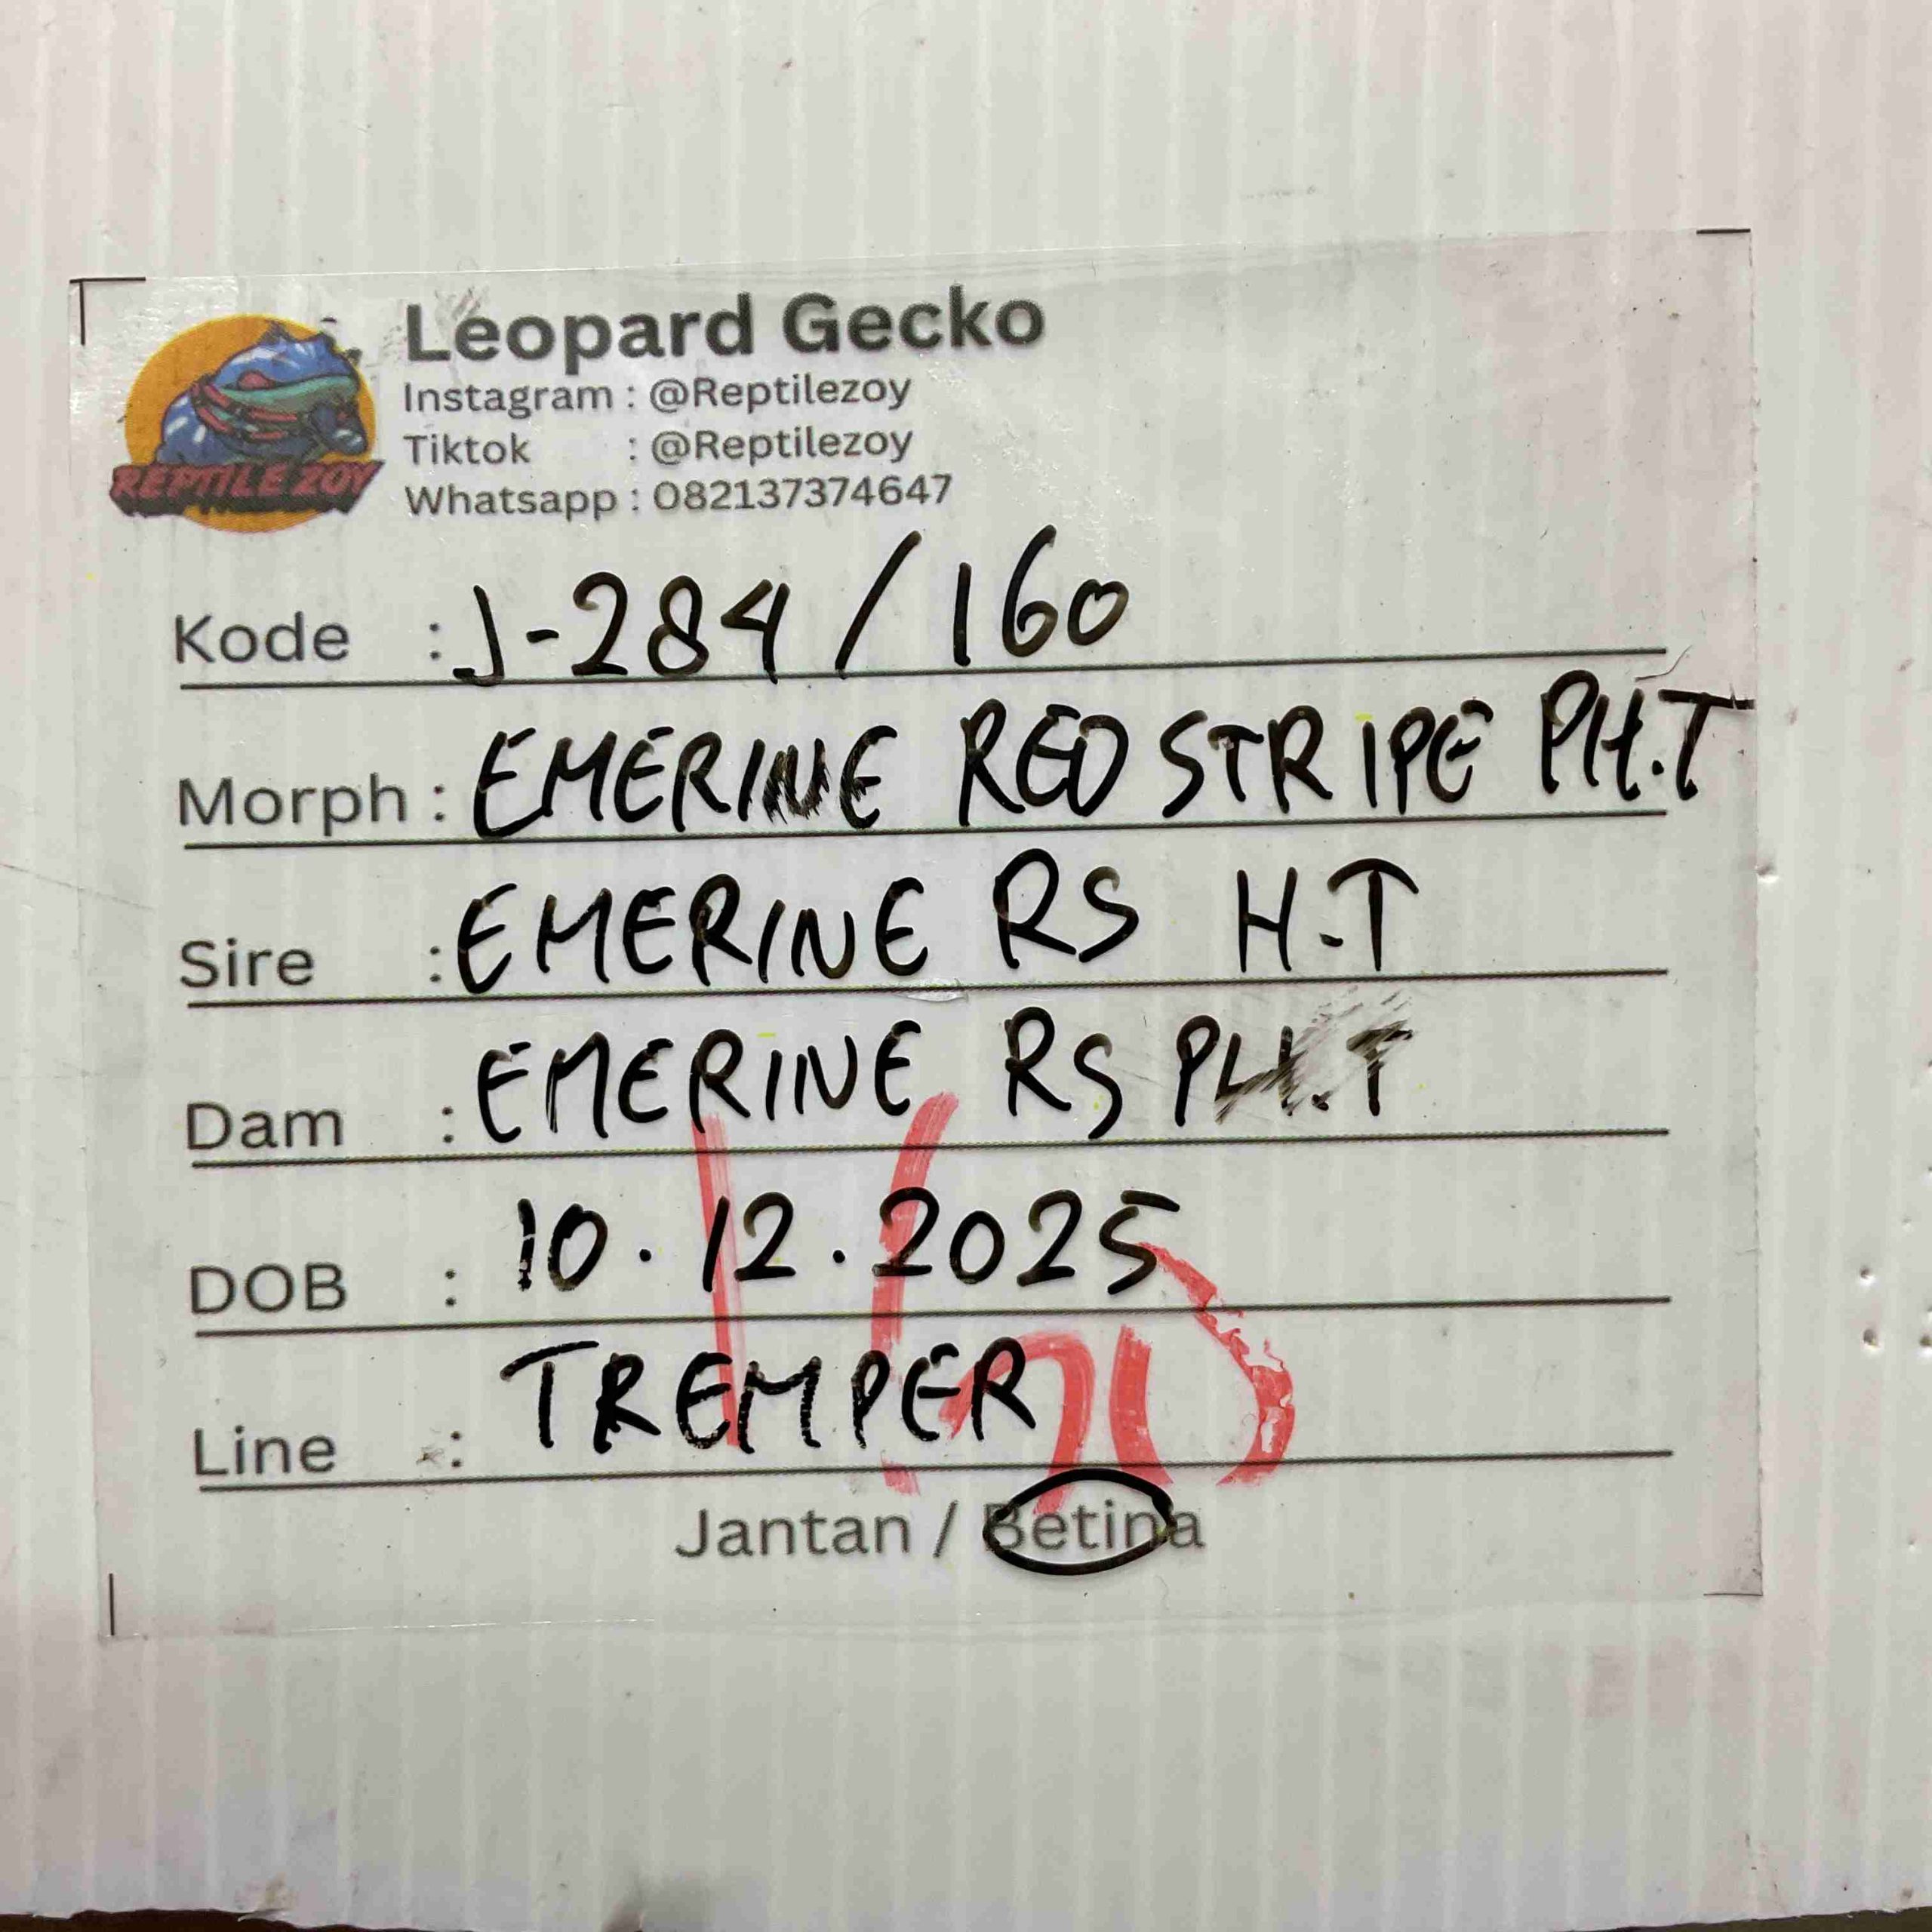 Leopard Gecko
REPTILE ZOY
Instagram : @Reptilezoy
Tiktok : @Reptilezoy
Whatsapp : 082137374647
Kode : J-284 / 160
Morph : EMERINE RED STRIPE PH.T
Sire : EMERINE RS H.T
Dam : EMERINE RS PH.T
DOB : 10.12.2025
Line : TREMPER
Jantan / Betina